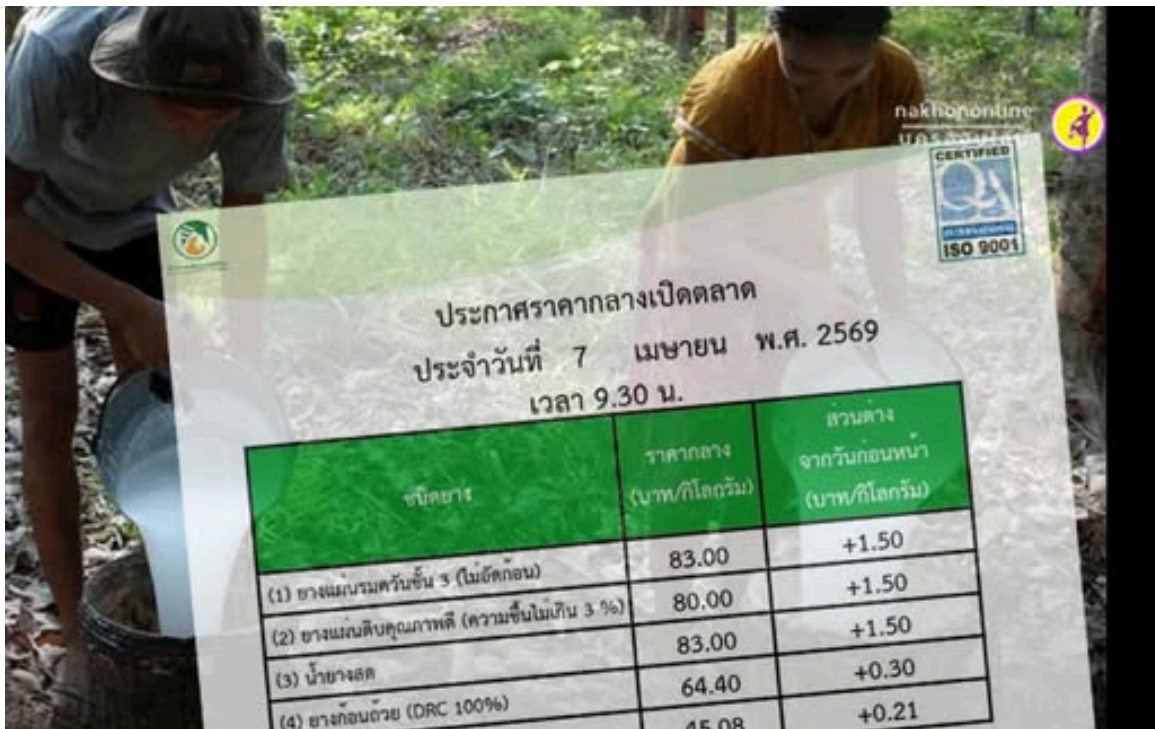 nakhononline
CERTIFIED
QA
ISO 9001
ประกาศราคากลางเปิดตลาด
ประจำวันที่ 7 เมษายน พ.ศ. 2569
เวลา 9.30 น.
ชนิดยาง
ราคากลาง
(บาท/กิโลกรัม)
ส่วนต่าง
จากวันก่อนหน้า
(บาท/กิโลกรัม)
(1) ยางแผ่นรมควันชั้น 3 (ไม่อัดก้อน) 83.00 +1.50
(2) ยางแผ่นดิบคุณภาพดี (ความชื้นไม่เกิน 3 %) 80.00 +1.50
(3) น้ำยางสด 83.00 +1.50
(4) ยางก้อนถ้วย (DRC 100%) 64.40 +0.30
45.08 +0.21